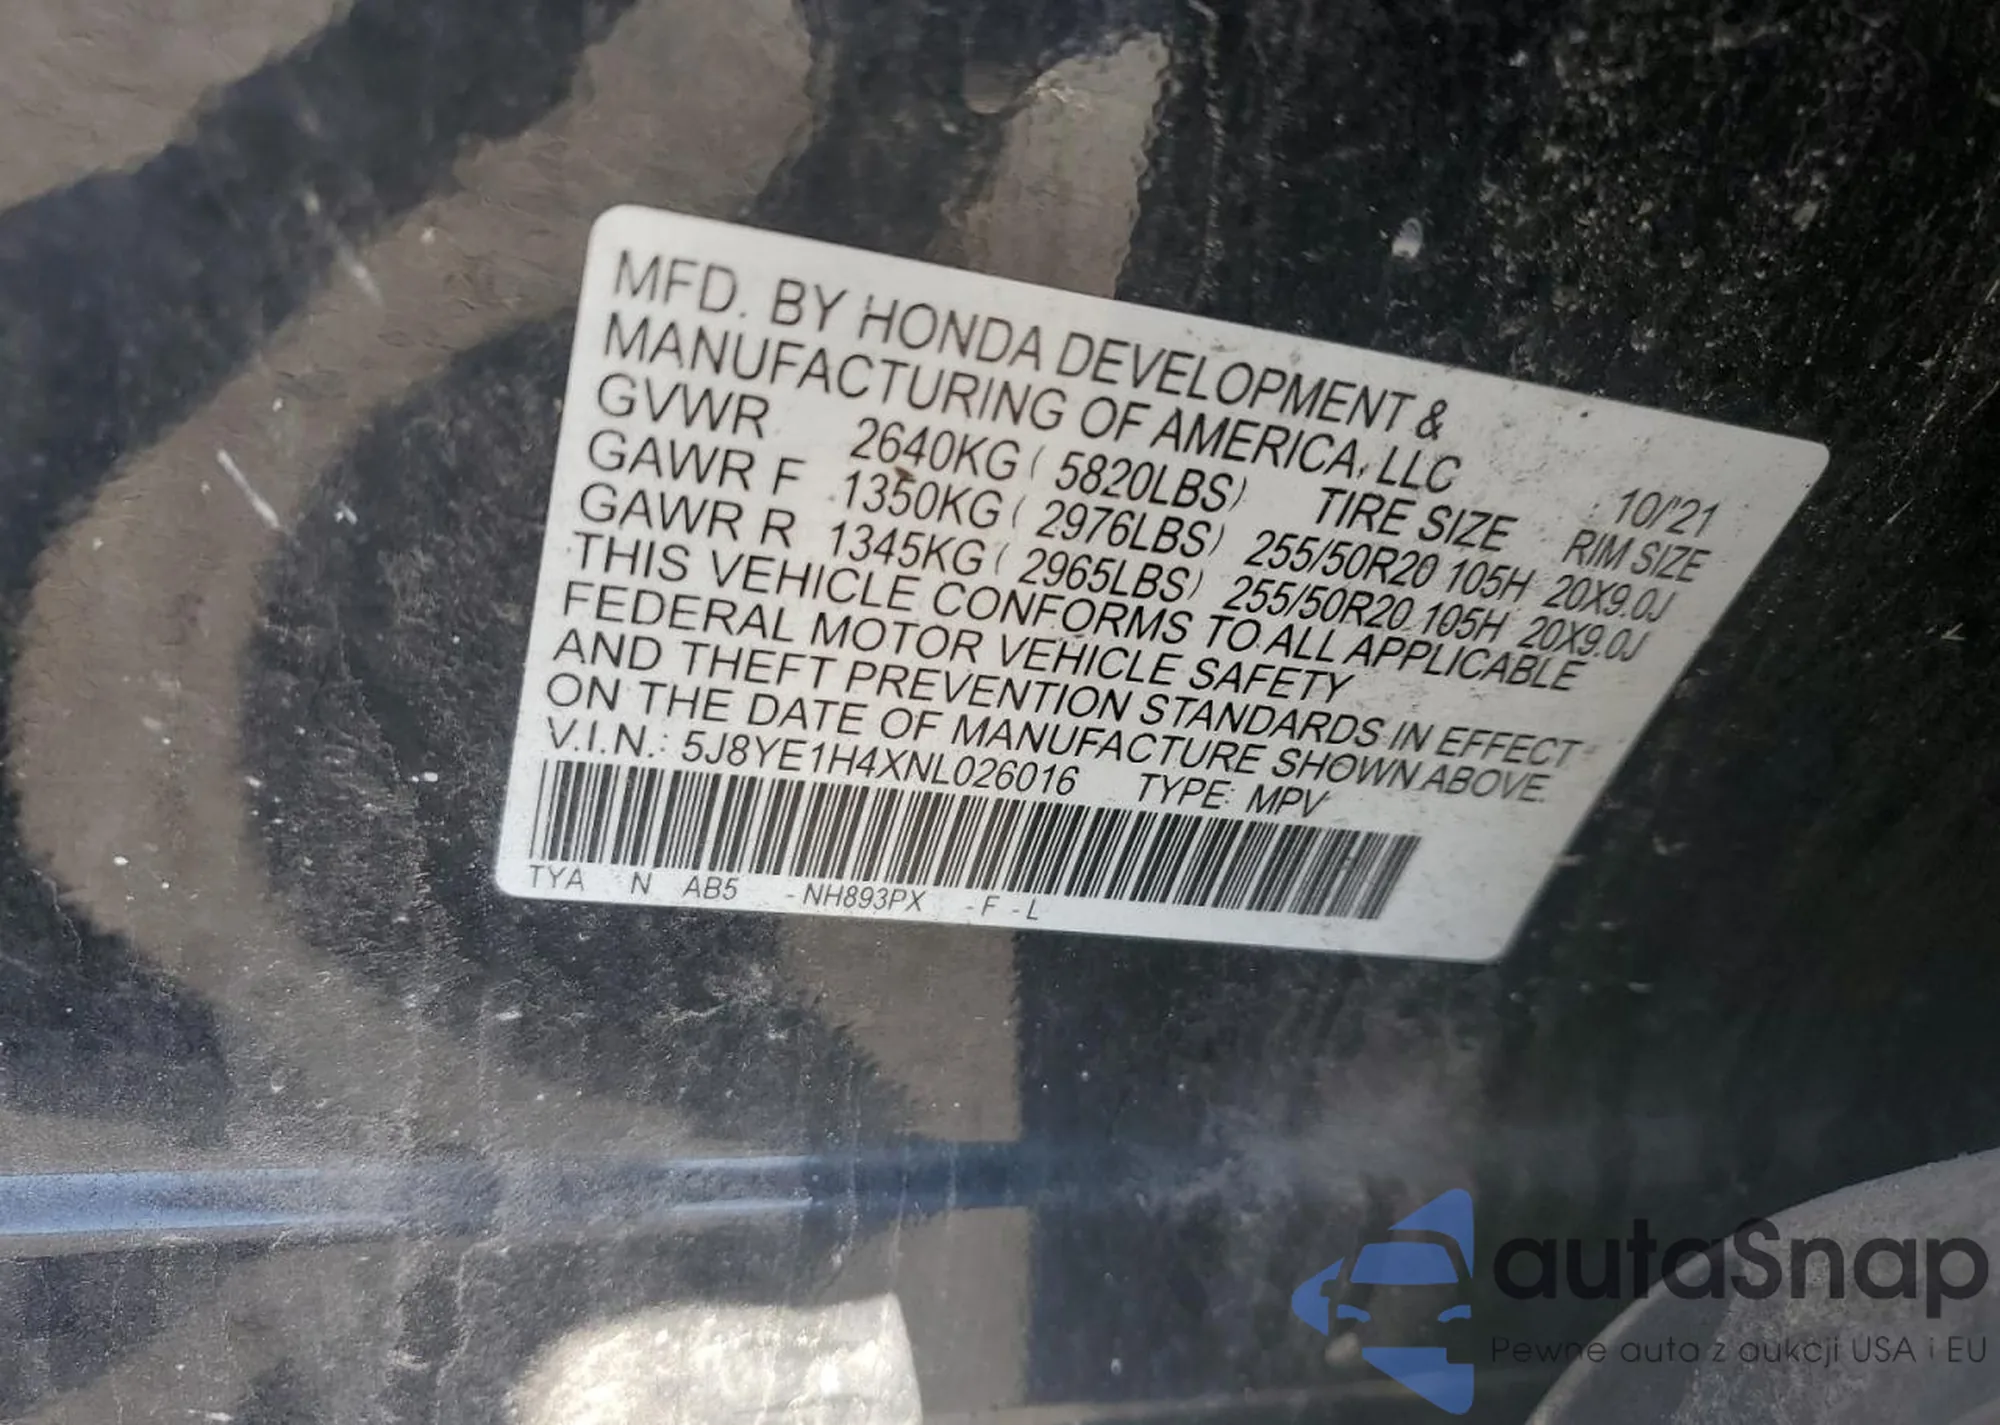 MFD. BY HONDA DEVELOPMENT &
MANUFACTURING OF AMERICA, LLC 10/'21
GVWR 2640KG ( 5820LBS) TIRE SIZE RIM SIZE
GAWR F 1350KG ( 2976LBS) 255/50R20 105H 20X9.0J
GAWR R 1345KG ( 2965LBS) 255/50R20 105H 20X9.0J
THIS VEHICLE CONFORMS TO ALL APPLICABLE
FEDERAL MOTOR VEHICLE SAFETY
AND THEFT PREVENTION STANDARDS IN EFFECT
ON THE DATE OF MANUFACTURE SHOWN ABOVE.
V.I.N.: 5J8YE1H4XNL026016 TYPE: MPV
TYA N AB5 -NH893PX -F -L
autaSnap
Pewne auta z aukcji USA i EU